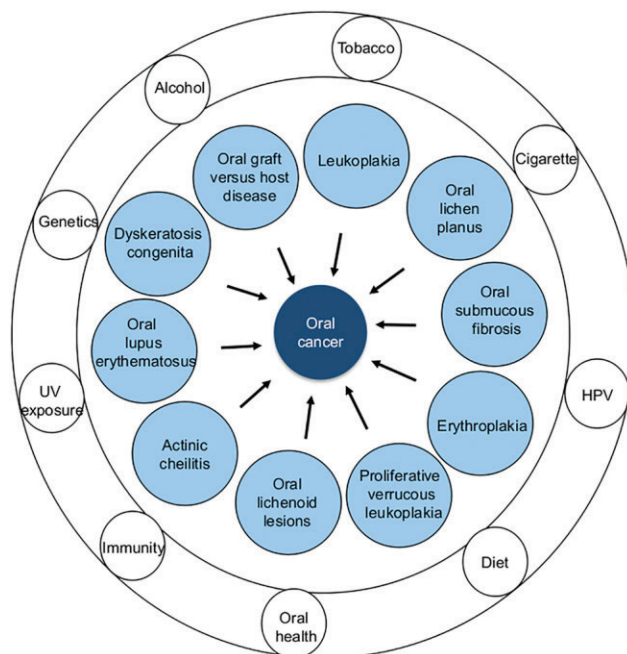 Tobacco
Alcohol
Cigarette
Genetics
HPV
UV
exposure
Immunity
Diet
Oral
health
Leukoplakia
Oral graft
versus host
disease
Oral
lichen
planus
Dyskeratosis
congenita
Oral
submucous
fibrosis
Oral
lupus
erythematosus
Erythroplakia
Actinic
cheilitis
Proliferative
verrucous
leukoplakia
Oral
lichenoid
lesions
Oral
cancer